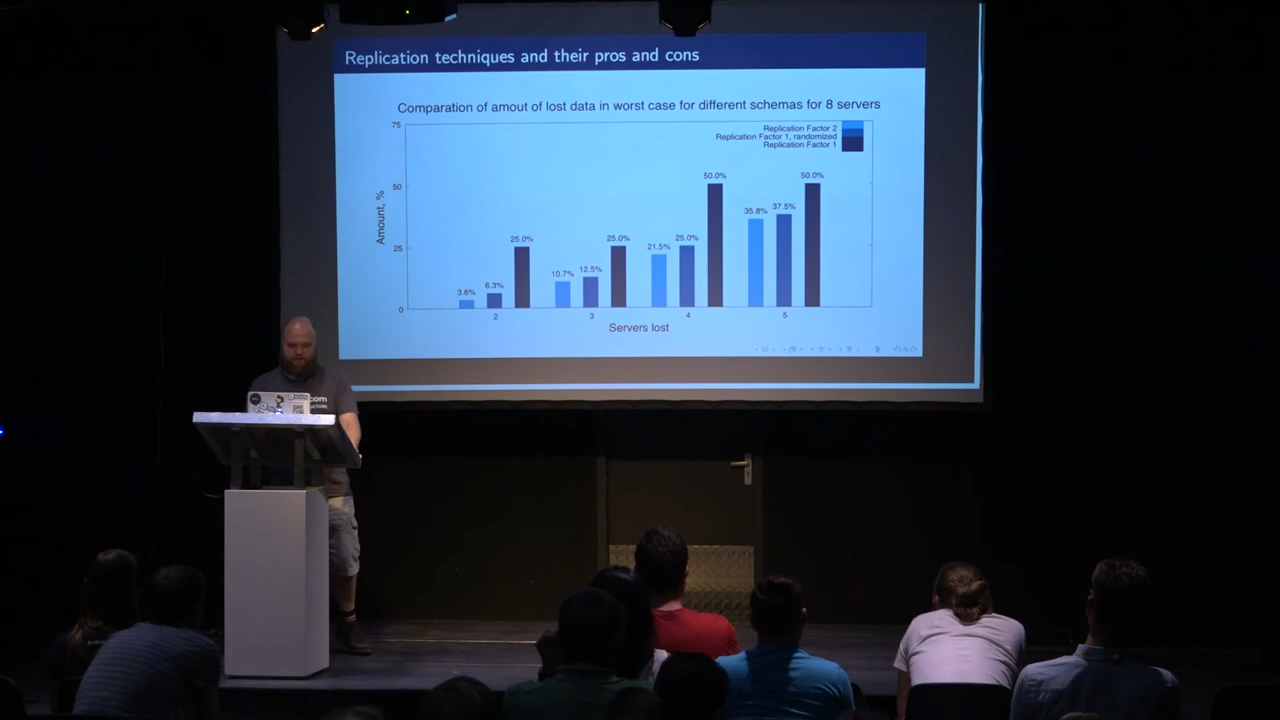 Replication techniques and their pros and cons
Comparation of amout of lost data in worst case for different schemas for 8 servers
75
50
25
0
Amount, %
Replication Factor 2
Replication Factor 1, randomized
Replication Factor 1
3.6%
6.3%
25.0%
10.7%
12.5%
25.0%
21.5%
25.0%
50.0%
35.8%
37.5%
50.0%
2
3
4
5
Servers lost
com